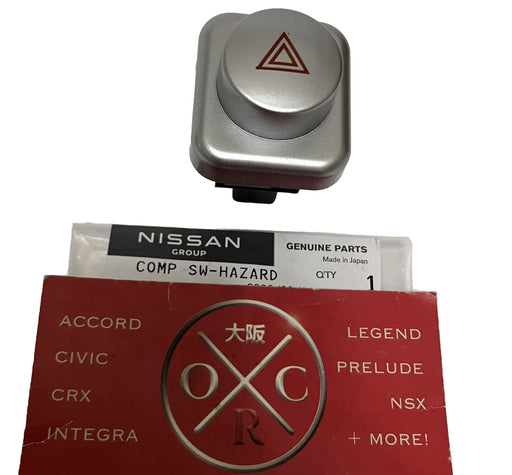 NISSAN
GROUP
GENUINE PARTS
Made in Japan
COMP SW-HAZARD
Q'TY
1
大阪
O C
R
ACCORD
CIVIC
CRX
INTEGRA
LEGEND
PRELUDE
NSX
+ MORE!